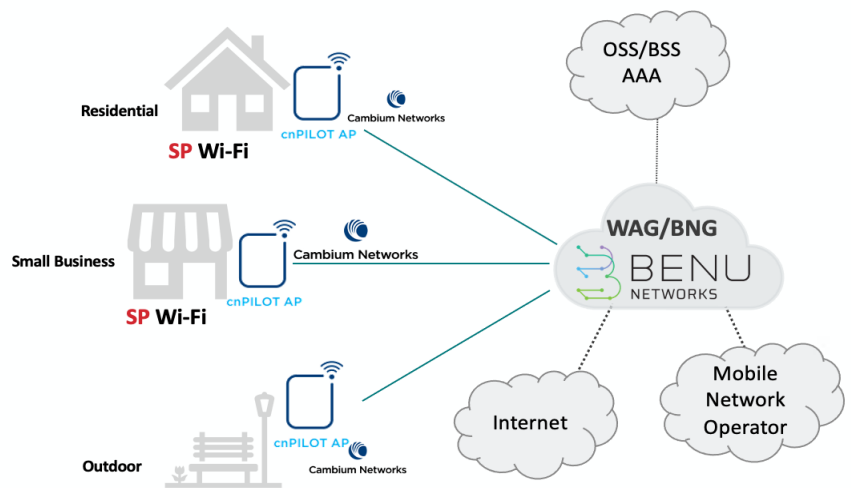 OSS/BSS
AAA
Residential
Cambium Networks
cnPILOT AP
SP Wi-Fi
WAG/BNG
BENU
NETWORKS
Small Business
Cambium Networks
cnPILOT AP
SP Wi-Fi
Internet
Mobile
Network
Operator
cnPILOT AP
Cambium Networks
Outdoor